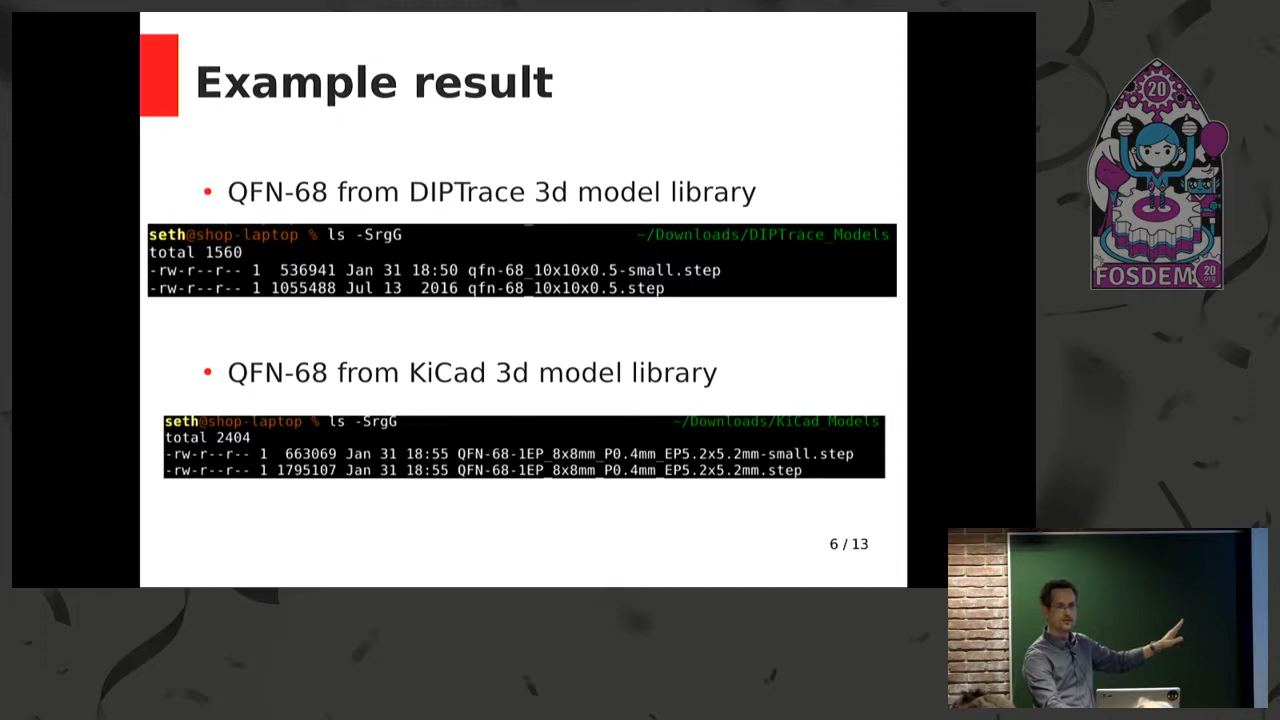 Example result
• QFN-68 from DIPTrace 3d model library
seth@shop-laptop % ls -SrgG ~/Downloads/DIPTrace_Models
total 1560
-rw-r--r-- 1 536941 Jan 31 18:50 qfn-68_10x10x0.5-small.step
-rw-r--r-- 1 1055488 Jul 13 2016 qfn-68_10x10x0.5.step
• QFN-68 from KiCad 3d model library
seth@shop-laptop % ls -SrgG ~/Downloads/KiCad_Models
total 2404
-rw-r--r-- 1 663069 Jan 31 18:55 QFN-68-1EP_8x8mm_P0.4mm_EP5.2x5.2mm-small.step
-rw-r--r-- 1 1795107 Jan 31 18:55 QFN-68-1EP_8x8mm_P0.4mm_EP5.2x5.2mm.step
6 / 13
20
FOSDEM 20
.org